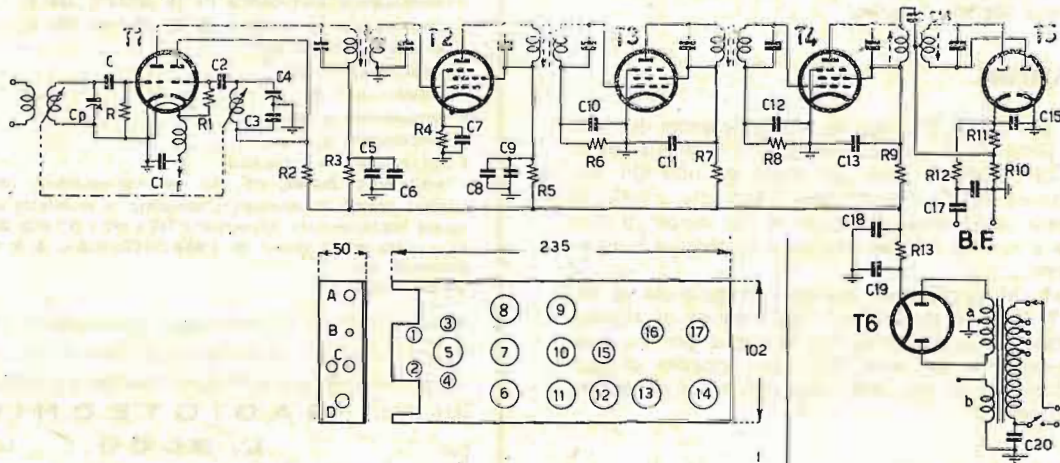 T1
T2
T3
T4
T5
C
C2
C4
Cp
R
R1
C3
C1
F
R2
R3
C5
C6
R4
C7
C8
C9
R5
C10
R6
C11
R7
C12
R8
C13
R9
C15
R11
R12
R10
C17
B.F.
C18
R13
C19
T6
a
b
C20
50
235
102
A
B
C
D
1
2
3
4
5
6
7
8
9
10
11
12
13
14
15
16
17